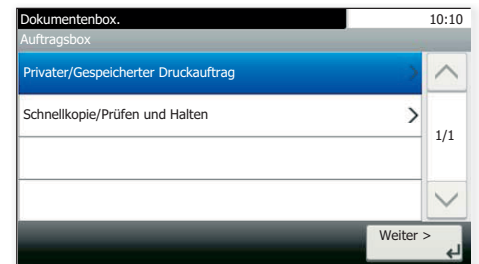 Dokumentenbox. 10:10
Auftragsbox
Privater/Gespeicherter Druckauftrag
Schnellkopie/Prüfen und Halten
1/1
Weiter >